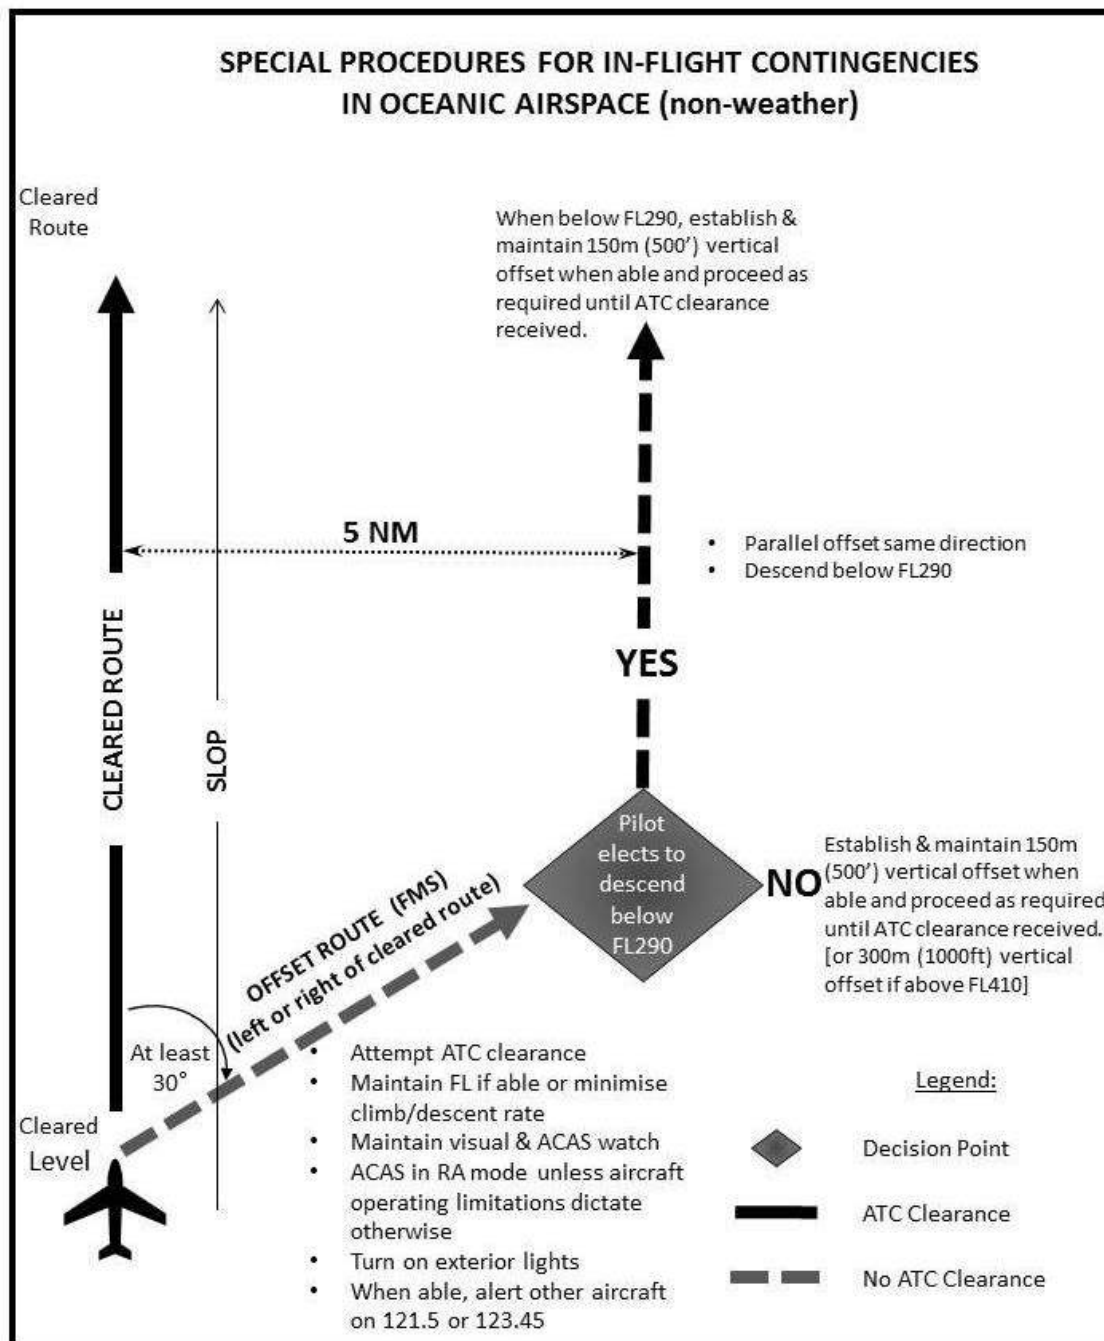 SPECIAL PROCEDURES FOR IN-FLIGHT CONTINGENCIES
IN OCEANIC AIRSPACE (non-weather)
Cleared
Route
When below FL290, establish &
maintain 150m (500') vertical
offset when able and proceed as
required until ATC clearance
received.
5 NM
• Parallel offset same direction
• Descend below FL290
CLEARED ROUTE
SLOP
YES
Pilot
elects to
descend
below
FL290
NO
Establish & maintain 150m
(500') vertical offset when
able and proceed as required
until ATC clearance received.
[or 300m (1000ft) vertical
offset if above FL410]
OFFSET ROUTE (FMS)
(left or right of cleared route)
At least
30°
Cleared
Level
• Attempt ATC clearance
• Maintain FL if able or minimise
climb/descent rate
• Maintain visual & ACAS watch
• ACAS in RA mode unless aircraft
operating limitations dictate
otherwise
• Turn on exterior lights
• When able, alert other aircraft
on 121.5 or 123.45
Legend:
Decision Point
ATC Clearance
No ATC Clearance